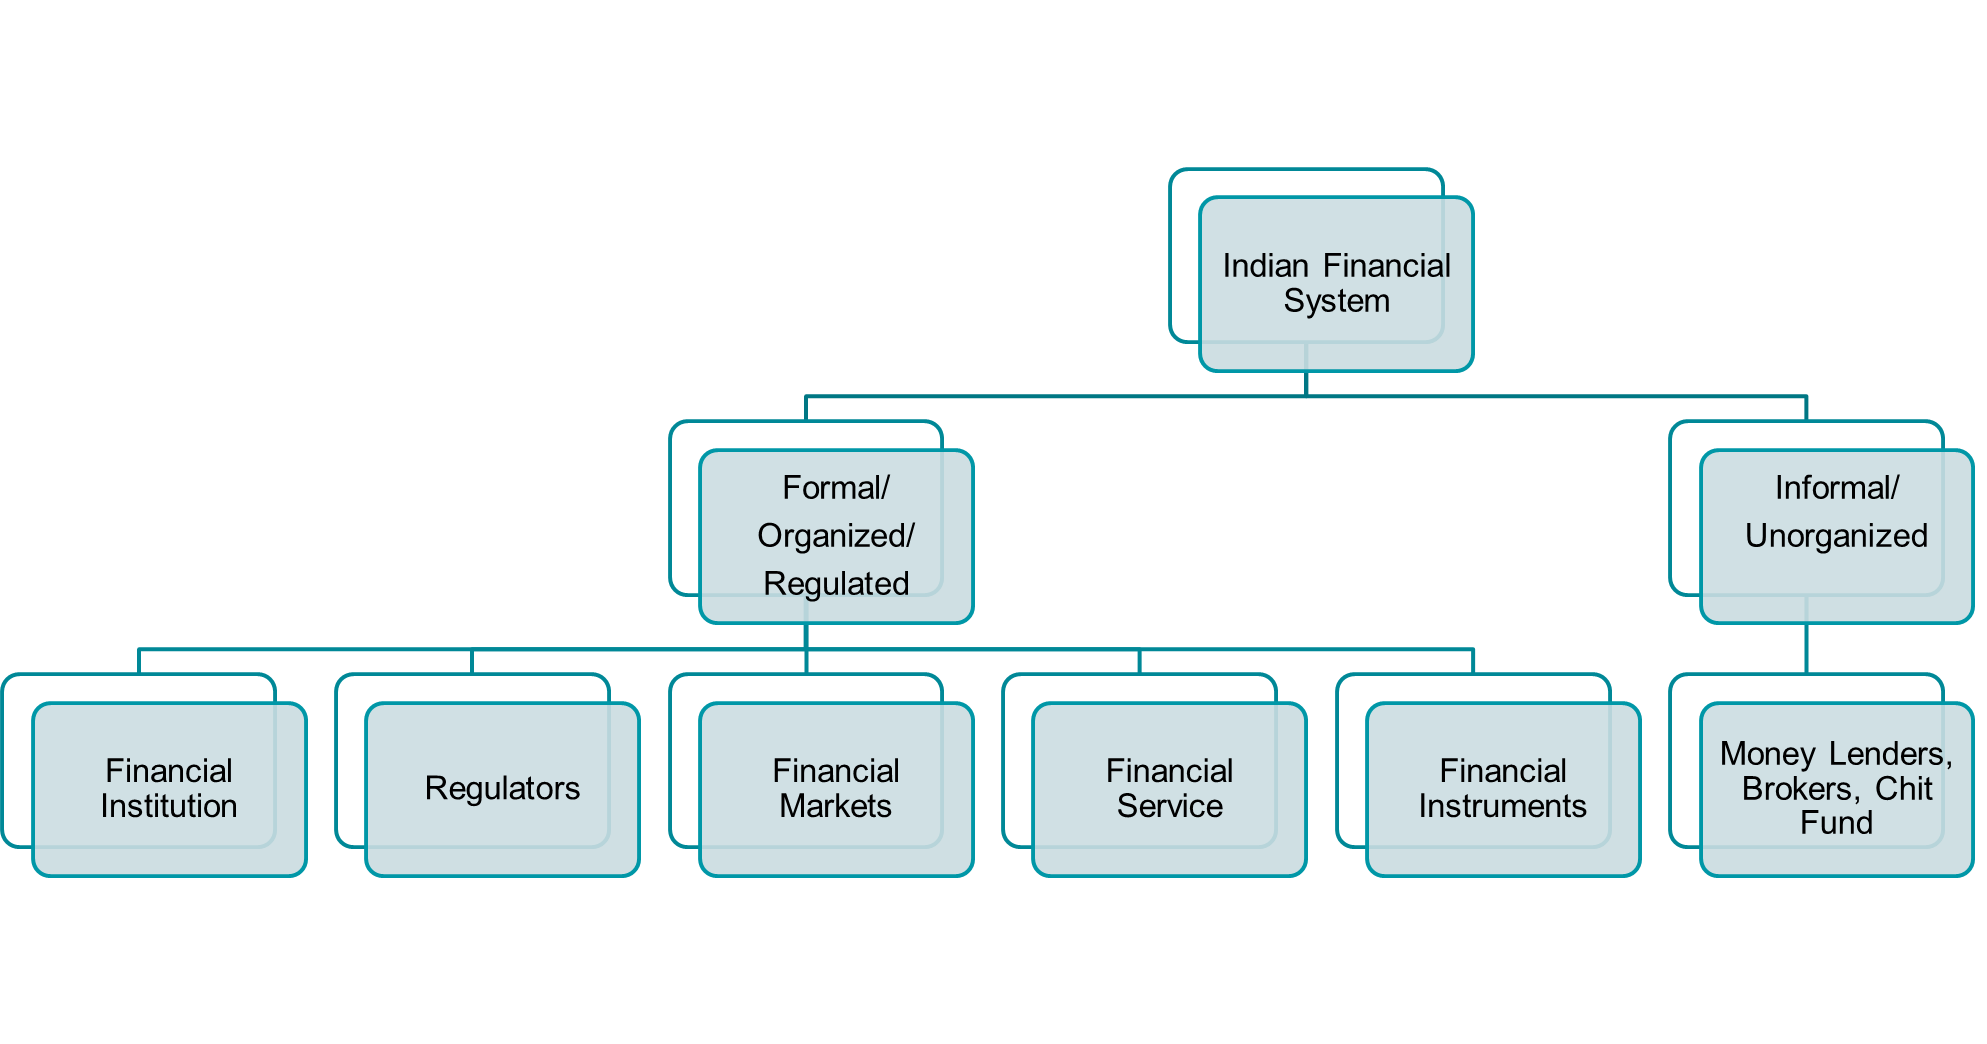 Indian Financial
System
Formal/
Organized/
Regulated
Informal/
Unorganized
Financial
Institution
Regulators
Financial
Markets
Financial
Service
Financial
Instruments
Money Lenders,
Brokers, Chit
Fund